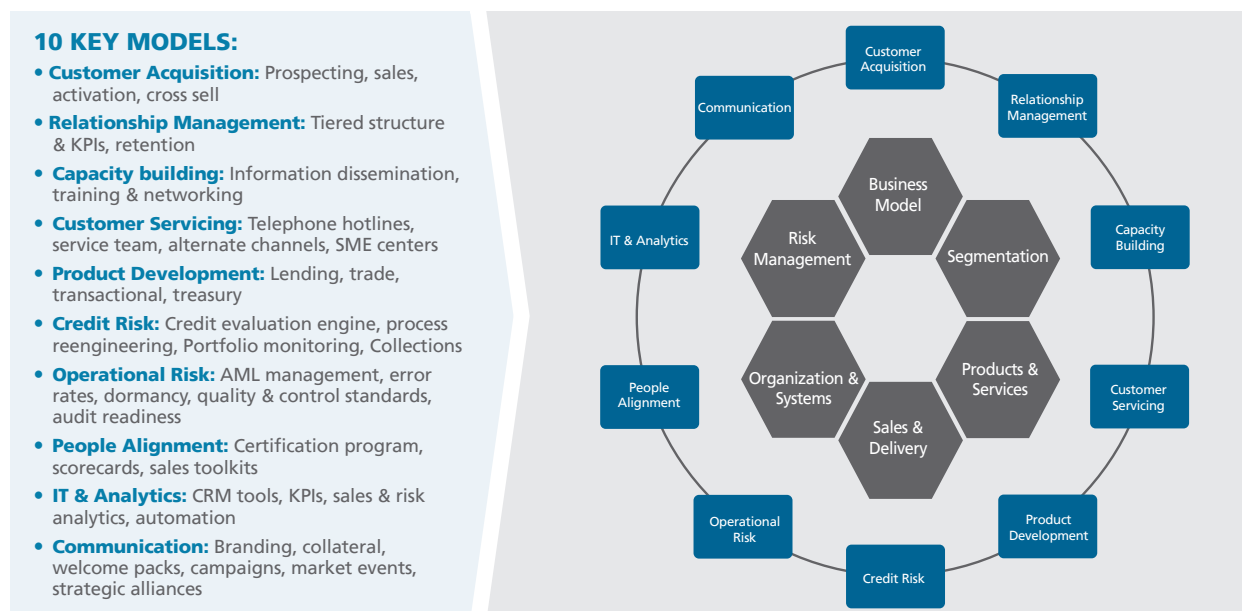 10 KEY MODELS:
• Customer Acquisition: Prospecting, sales,
activation, cross sell
• Relationship Management: Tiered structure
& KPIs, retention
• Capacity building: Information dissemination,
training & networking
• Customer Servicing: Telephone hotlines,
service team, alternate channels, SME centers
• Product Development: Lending, trade,
transactional, treasury
• Credit Risk: Credit evaluation engine, process
reengineering, Portfolio monitoring, Collections
• Operational Risk: AML management, error
rates, dormancy, quality & control standards,
audit readiness
• People Alignment: Certification program,
scorecards, sales toolkits
• IT & Analytics: CRM tools, KPIs, sales & risk
analytics, automation
• Communication: Branding, collateral,
welcome packs, campaigns, market events,
strategic alliances
Customer
Acquisition
Relationship
Management
Capacity
Building
Customer
Servicing
Product
Development
Credit Risk
Operational
Risk
People
Alignment
IT & Analytics
Communication
Business
Model
Segmentation
Products &
Services
Sales &
Delivery
Organization &
Systems
Risk
Management